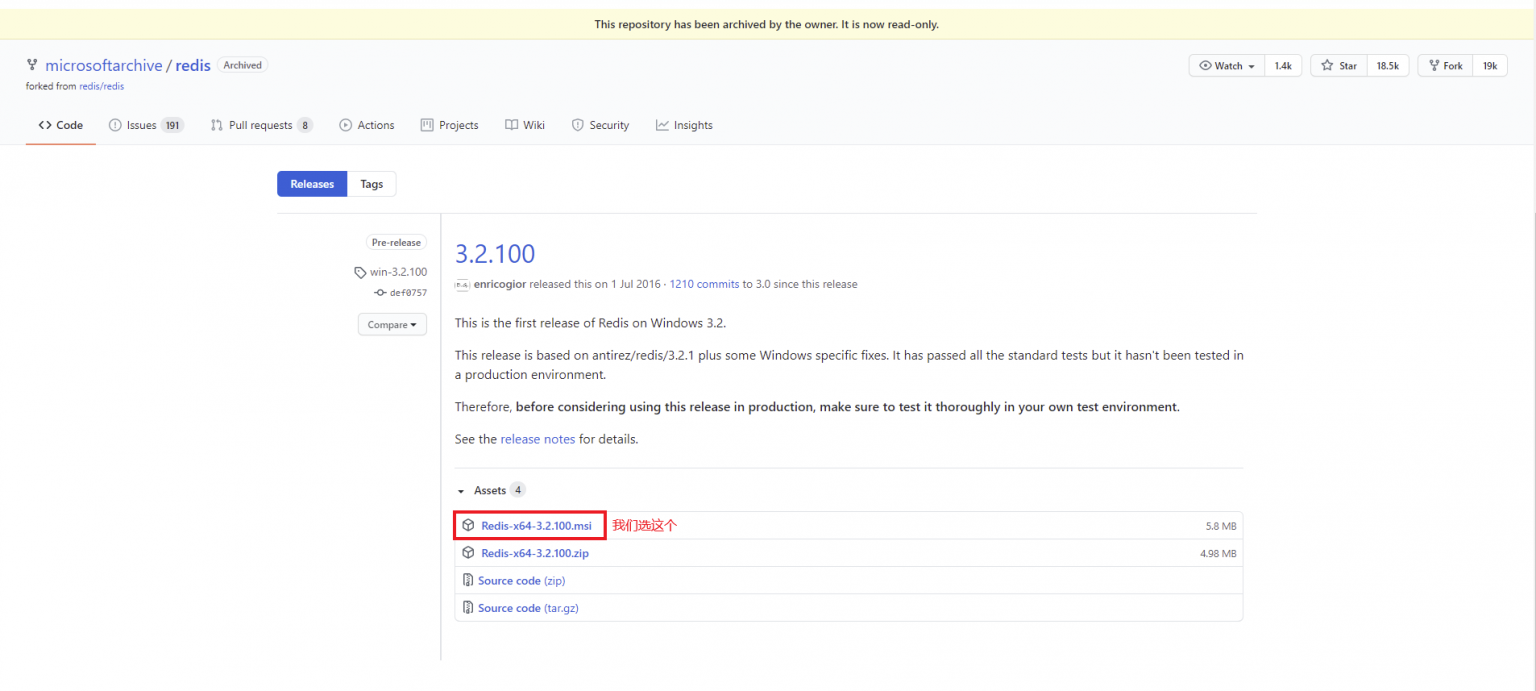 This repository has been archived by the owner. It is now read-only.
microsoftarchive / redis Archived
Watch 1.4k Star 18.5k Fork 19k
forked from redis/redis
Code Issues 191 Pull requests 8 Actions Projects Wiki Security Insights
Releases Tags
Pre-release
win-3.2.100
def0757
Compare
3.2.100
enricogior released this on 1 Jul 2016 · 1210 commits to 3.0 since this release
This is the first release of Redis on Windows 3.2.
This release is based on antirez/redis/3.2.1 plus some Windows specific fixes. It has passed all the standard tests but it hasn't been tested in
a production environment.
Therefore, before considering using this release in production, make sure to test it thoroughly in your own test environment.
See the release notes for details.
Assets 4
Redis-x64-3.2.100.msi 我们选这个 5.8 MB
Redis-x64-3.2.100.zip 4.98 MB
Source code (zip)
Source code (tar.gz)